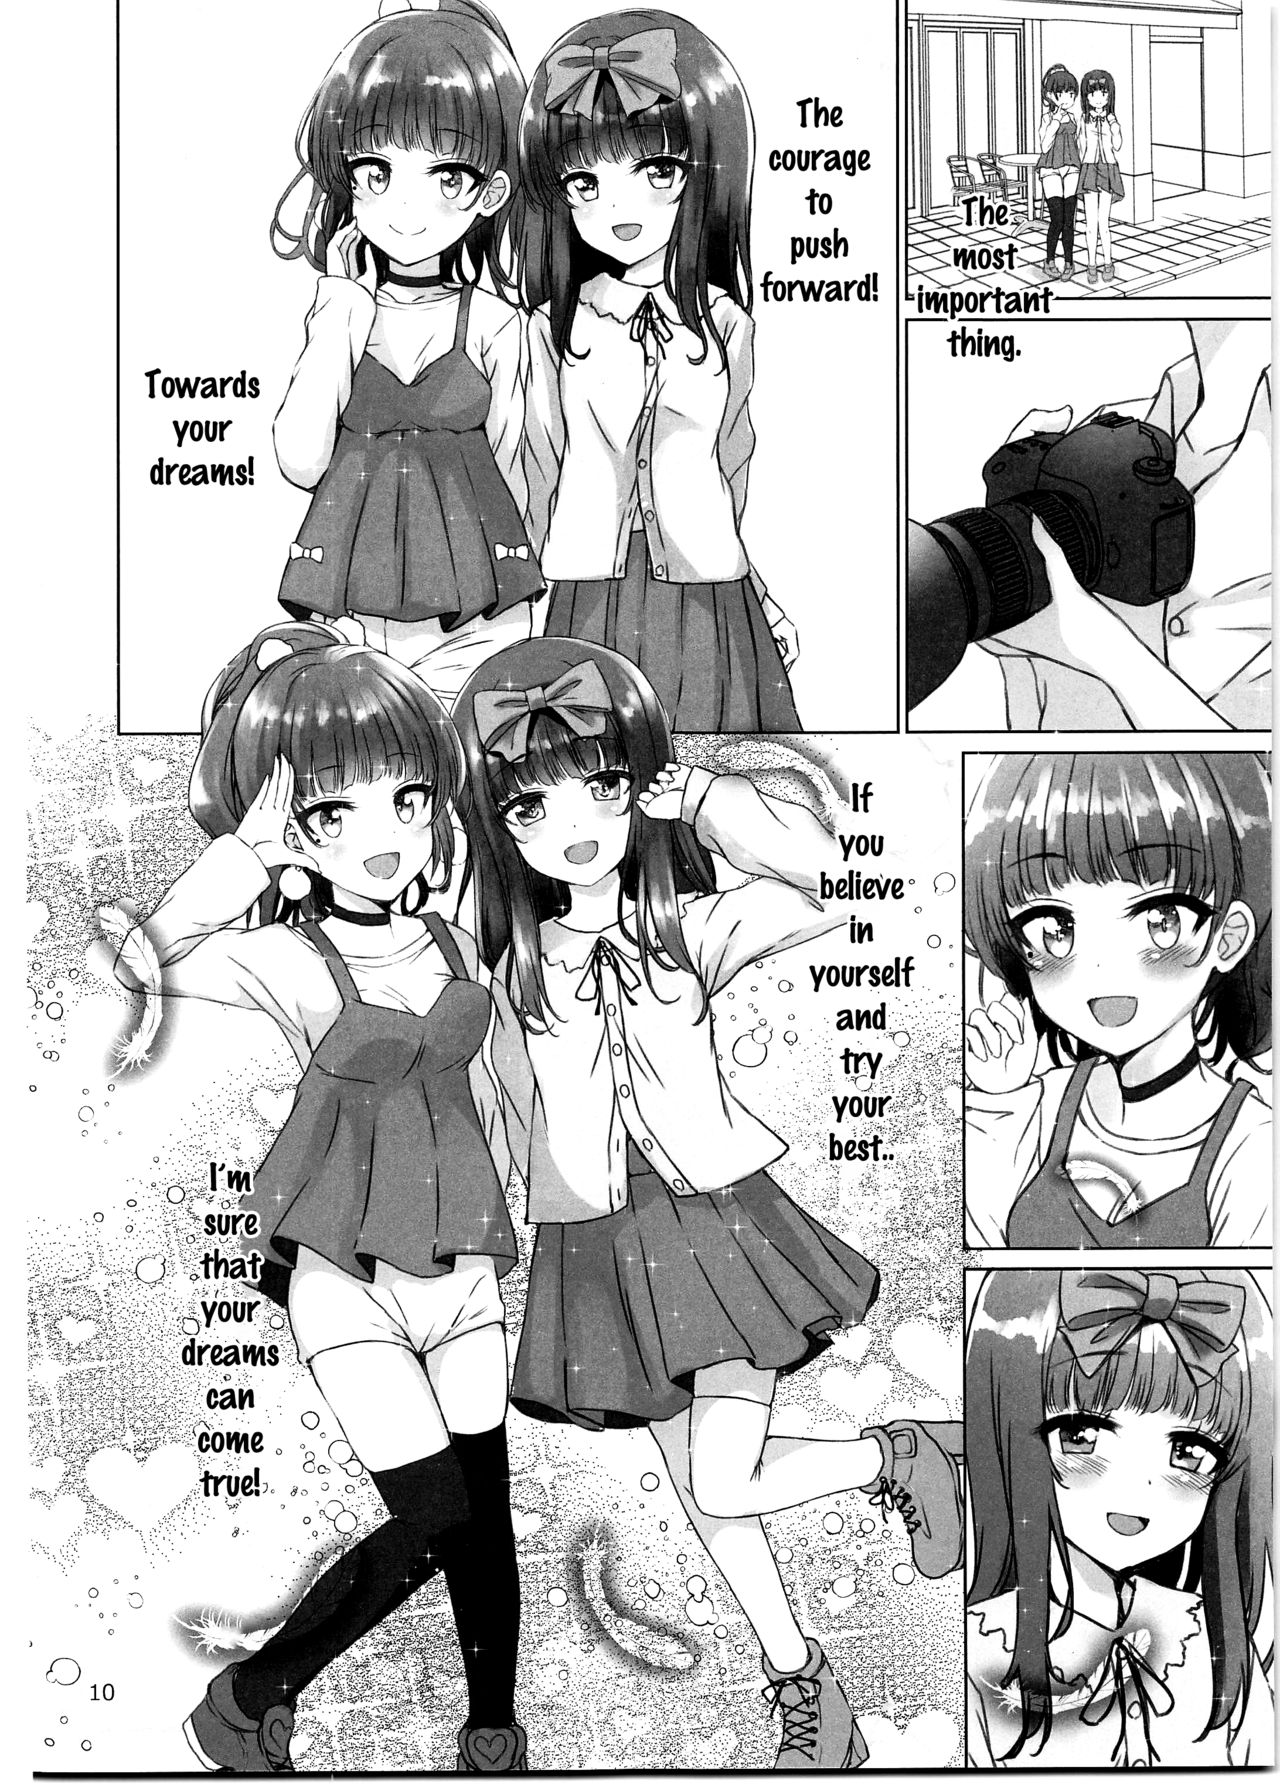 The
most
important
thing.
The
courage
to
push
forward!
Towards
your
dreams!
If
you
believe
in
yourself
and
try
your
best..
I'm
sure
that
your
dreams
can
come
true!
10